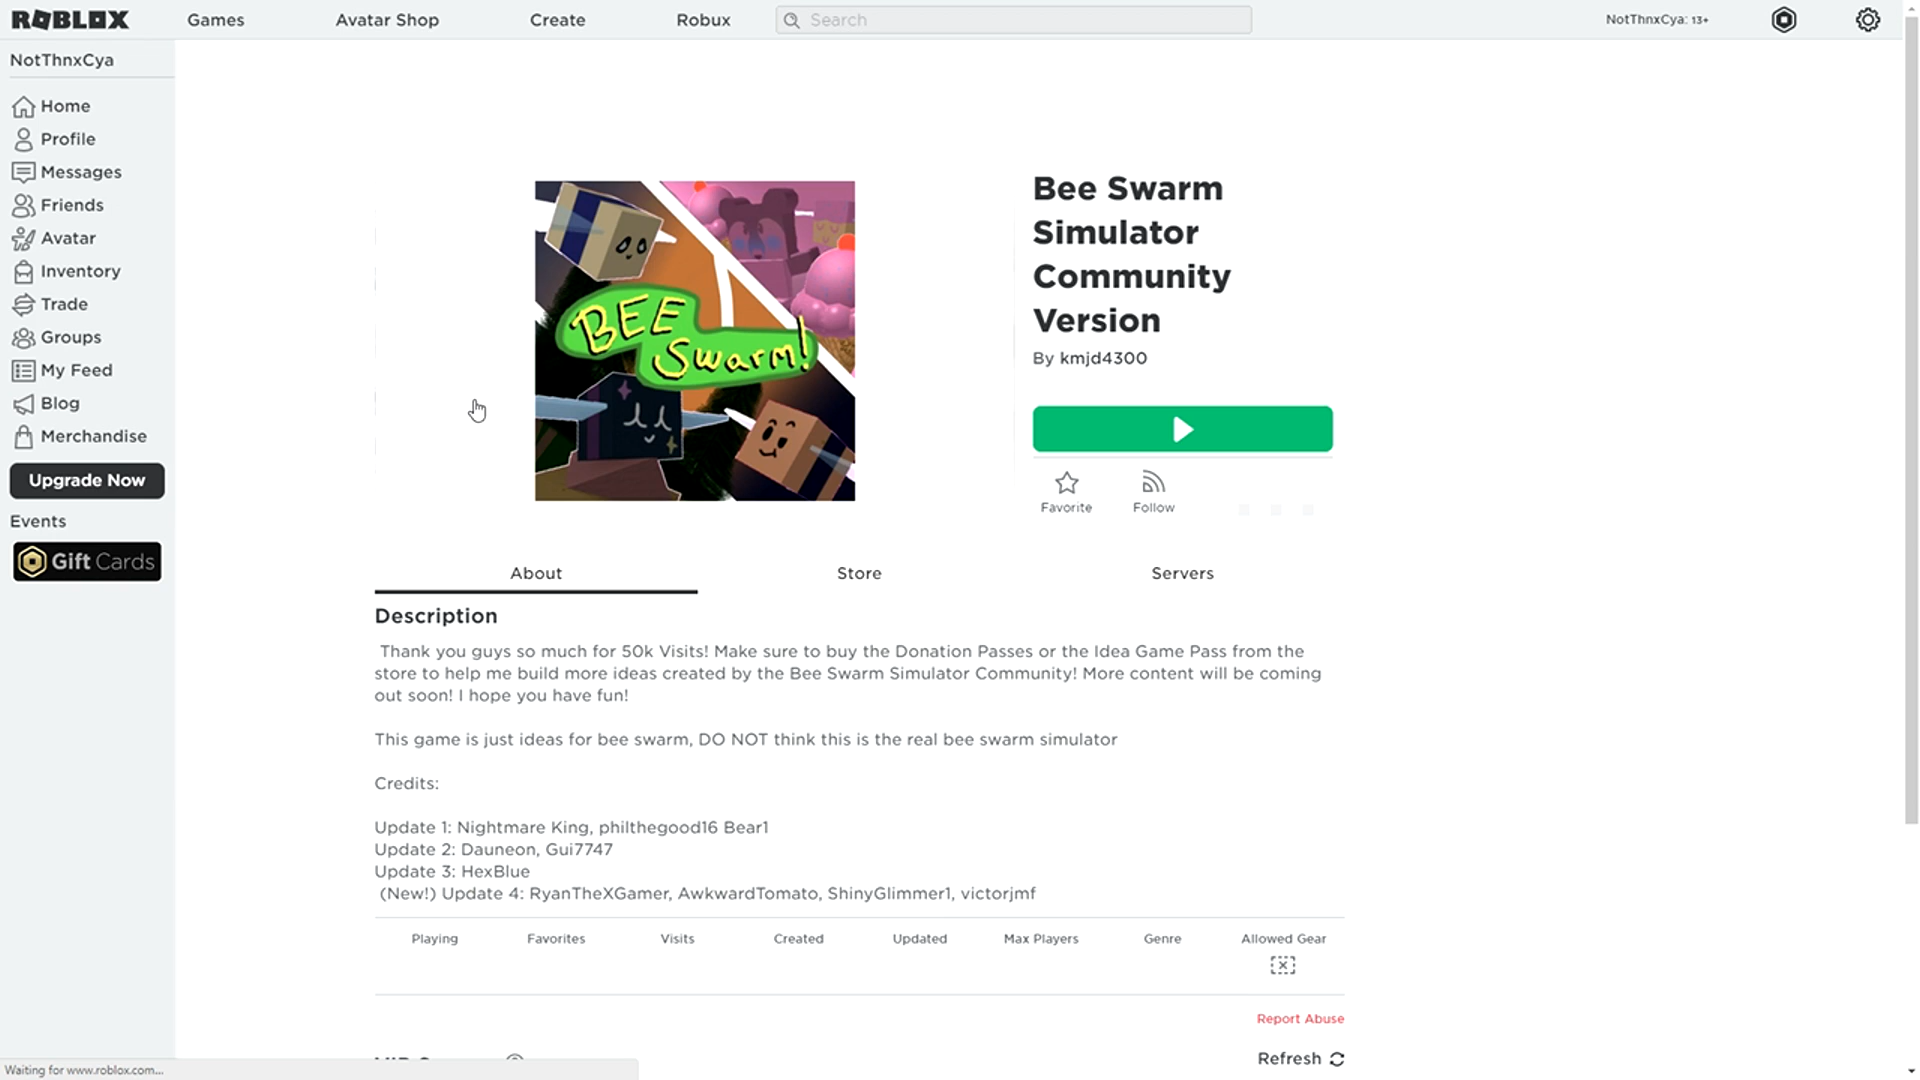 ROBLOX
Games
Avatar Shop
Create
Robux
Search
NotThnxCya: 13+
NotThnxCya
Home
Profile
Messages
Friends
Avatar
Inventory
Trade
Groups
My Feed
Blog
Merchandise
Upgrade Now
Events
Gift Cards
BEE
Swarm!
Bee Swarm
Simulator
Community
Version
By kmjd4300
Favorite
Follow
About
Store
Servers
Description
Thank you guys so much for 50k Visits! Make sure to buy the Donation Passes or the Idea Game Pass from the
store to help me build more ideas created by the Bee Swarm Simulator Community! More content will be coming
out soon! I hope you have fun!
This game is just ideas for bee swarm, DO NOT think this is the real bee swarm simulator
Credits:
Update 1: Nightmare King, philthegood16 Bear1
Update 2: Dauneon, Gui7747
Update 3: HexBlue
(New!) Update 4: RyanTheXGamer, AwkwardTomato, ShinyGlimmer1, victorjmf
Playing
Favorites
Visits
Created
Updated
Max Players
Genre
Allowed Gear
Report Abuse
Refresh
Waiting for www.roblox.com...